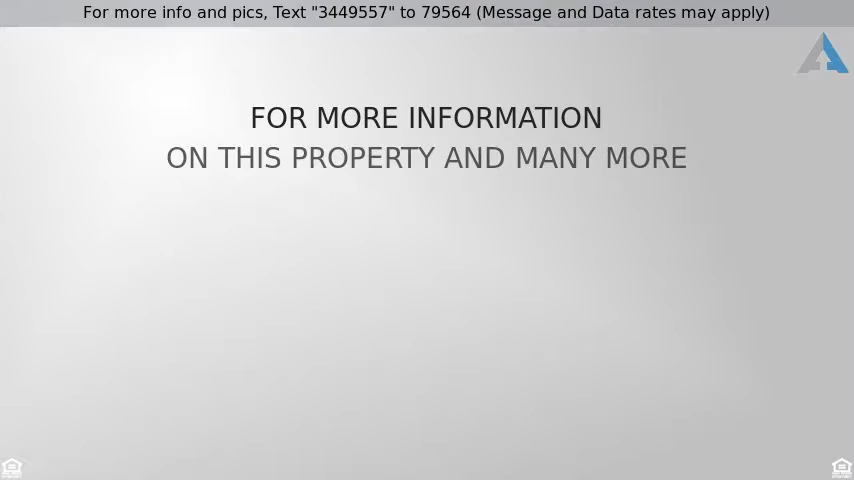 For more info and pics, Text "3449557" to 79564 (Message and Data rates may apply)
FOR MORE INFORMATION
ON THIS PROPERTY AND MANY MORE